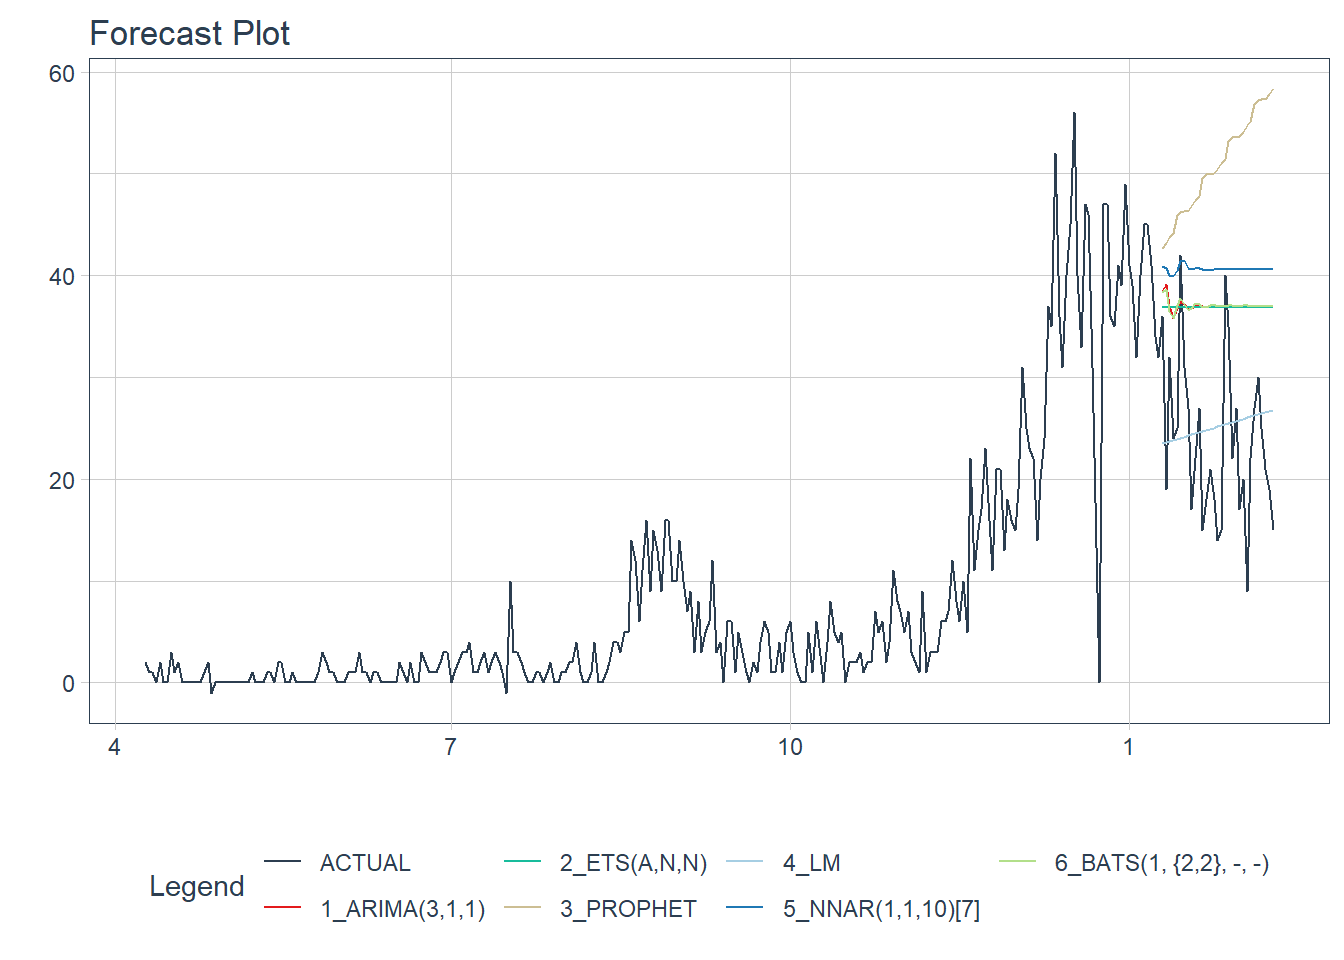 Forecast Plot
60
40
20
0
4 7 10 1
Legend
ACTUAL 2_ETS(A,N,N) 4_LM 6_BATS(1, {2,2}, -, -)
1_ARIMA(3,1,1) 3_PROPHET 5_NNAR(1,1,10)[7]